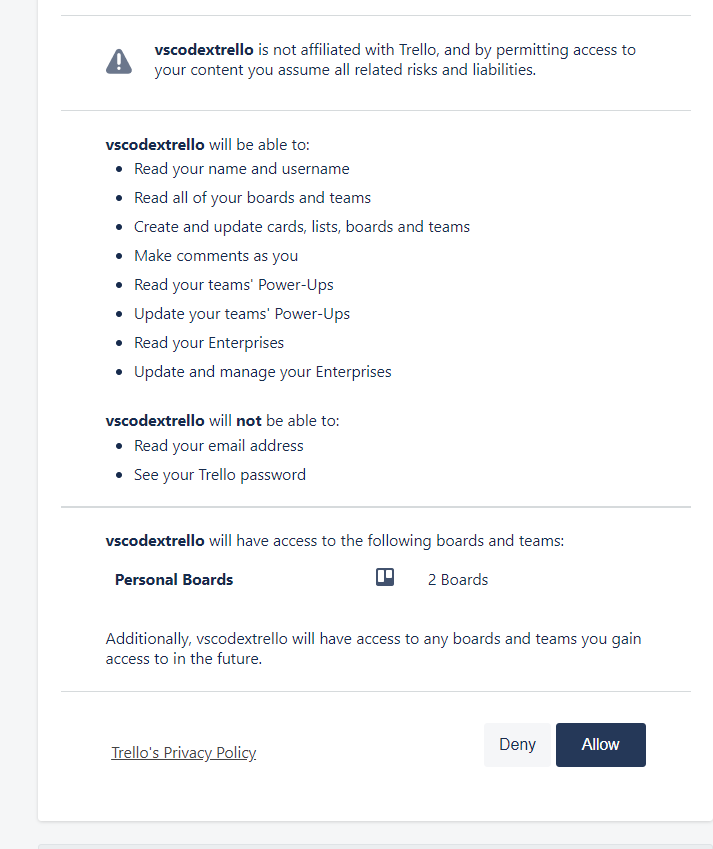 vscodextrello is not affiliated with Trello, and by permitting access to
your content you assume all related risks and liabilities.
vscodextrello will be able to:
Read your name and username
Read all of your boards and teams
Create and update cards, lists, boards and teams
Make comments as you
Read your teams' Power-Ups
Update your teams' Power-Ups
Read your Enterprises
Update and manage your Enterprises
vscodextrello will not be able to:
Read your email address
See your Trello password
vscodextrello will have access to the following boards and teams:
Personal Boards 2 Boards
Additionally, vscodextrello will have access to any boards and teams you gain
access to in the future.
Trello's Privacy Policy Deny Allow